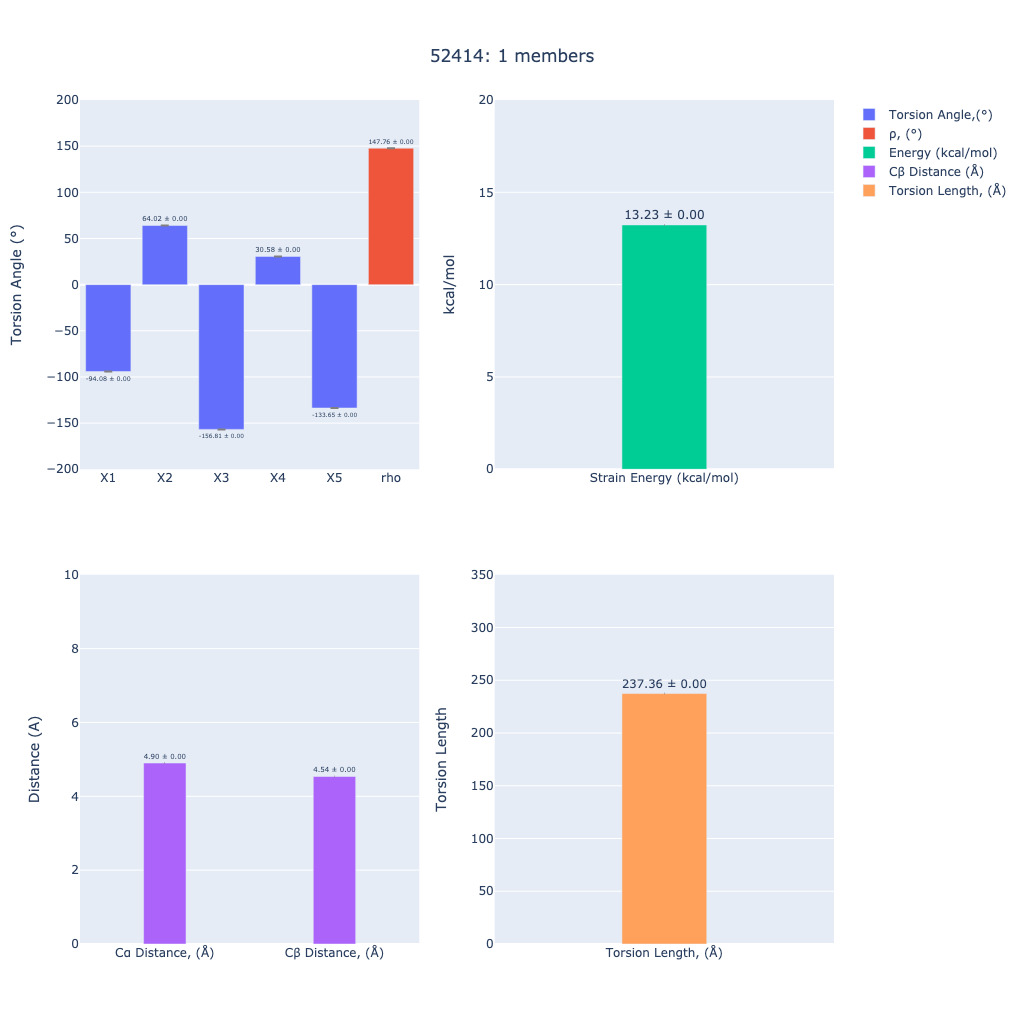 52414: 1 members
200
150
100
50
0
−50
−100
−150
−200
Torsion Angle (°)
-94.08 ± 0.00
64.02 ± 0.00
-156.81 ± 0.00
30.58 ± 0.00
-133.65 ± 0.00
147.76 ± 0.00
X1
X2
X3
X4
X5
rho
20
15
10
5
0
kcal/mol
13.23 ± 0.00
Strain Energy (kcal/mol)
Torsion Angle,(°)
ρ, (°)
Energy (kcal/mol)
Cβ Distance (Å)
Torsion Length, (Å)
10
8
6
4
2
0
Distance (A)
4.90 ± 0.00
4.54 ± 0.00
Cα Distance, (Å)
Cβ Distance, (Å)
350
300
250
200
150
100
50
0
Torsion Length
237.36 ± 0.00
Torsion Length, (Å)